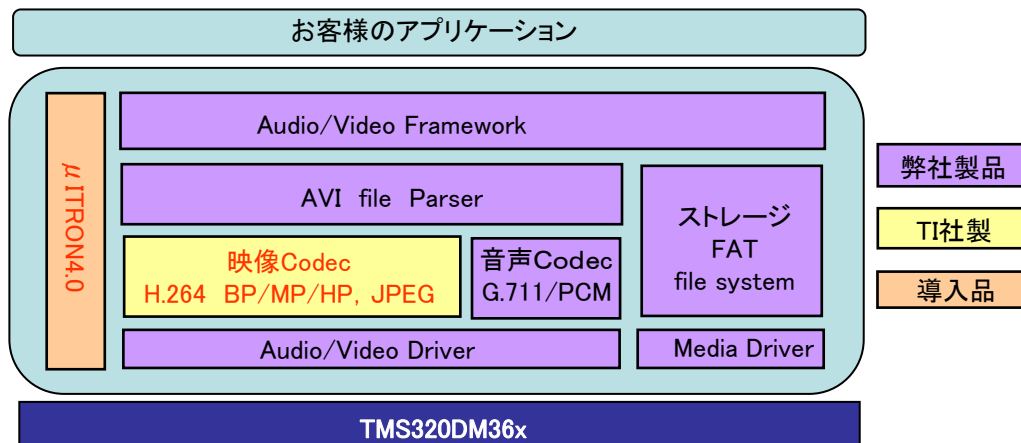 お客様のアプリケーション
μITRON4.0
Audio/Video Framework
AVI file Parser
映像Codec
H.264 BP/MP/HP, JPEG
音声Codec
G.711/PCM
ストレージ
FAT
file system
Audio/Video Driver
Media Driver
TMS320DM36x
弊社製品
TI社製
導入品